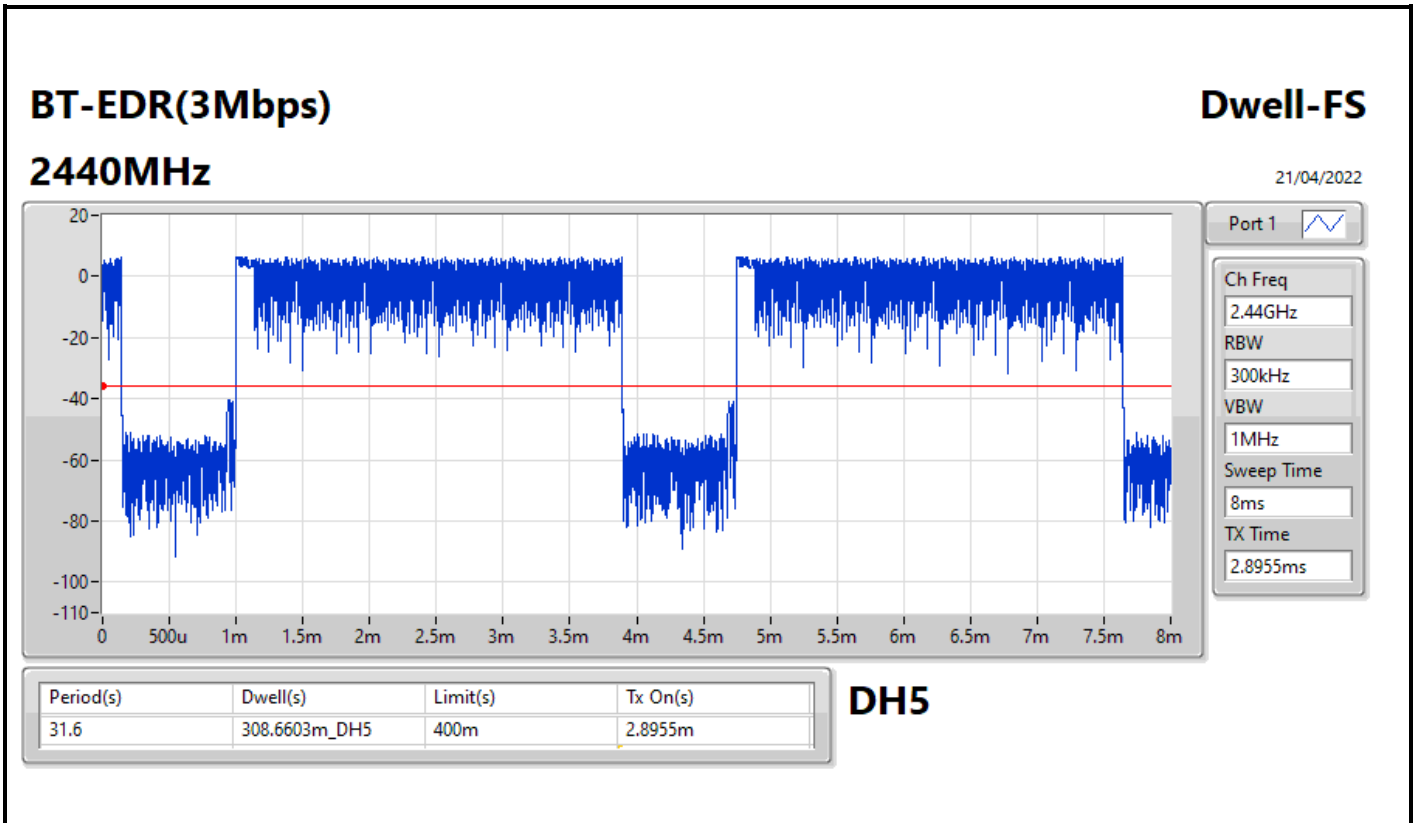 BT-EDR(3Mbps)
Dwell-FS
2440MHz
21/04/2022
20
0
-20
-40
-60
-80
-100
-110
0 500u 1m 1.5m 2m 2.5m 3m 3.5m 4m 4.5m 5m 5.5m 6m 6.5m 7m 7.5m 8m
Port 1
Ch Freq
2.44GHz
RBW
300kHz
VBW
1MHz
Sweep Time
8ms
TX Time
2.8955ms
Period(s) Dwell(s) Limit(s) Tx On(s)
31.6 308.6603m_DH5 400m 2.8955m
DH5